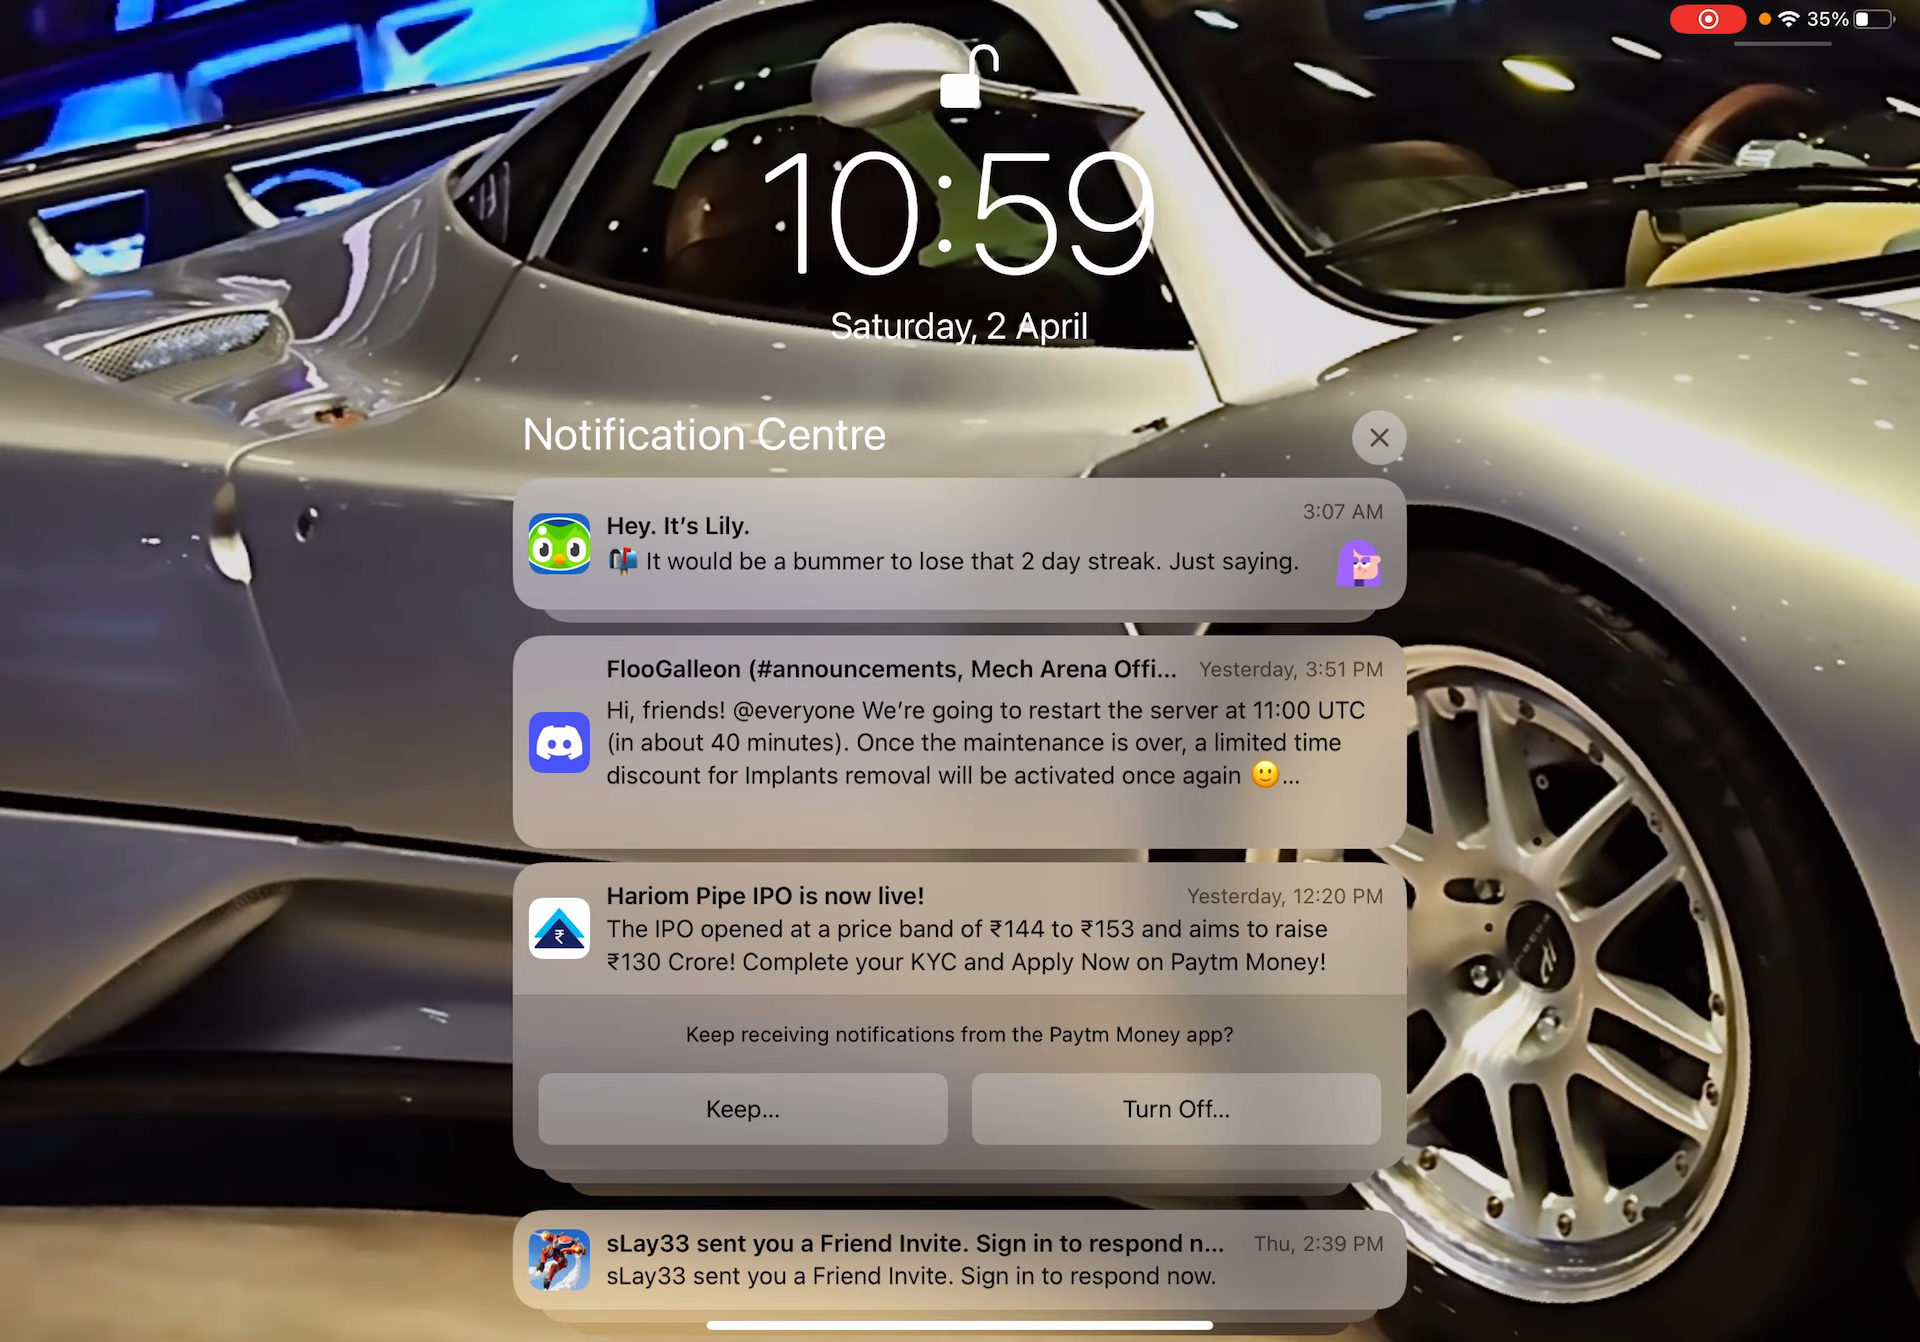 35%
10:59
Saturday, 2 April
Notification Centre
Hey. It's Lily.
3:07 AM
📬 It would be a bummer to lose that 2 day streak. Just saying.
FlooGalleon (#announcements, Mech Arena Offi... Yesterday, 3:51 PM
Hi, friends! @everyone We're going to restart the server at 11:00 UTC
(in about 40 minutes). Once the maintenance is over, a limited time
discount for Implants removal will be activated once again 🙂...
Hariom Pipe IPO is now live! Yesterday, 12:20 PM
The IPO opened at a price band of ₹144 to ₹153 and aims to raise
₹130 Crore! Complete your KYC and Apply Now on Paytm Money!
Keep receiving notifications from the Paytm Money app?
Keep... Turn Off...
sLay33 sent you a Friend Invite. Sign in to respond n... Thu, 2:39 PM
sLay33 sent you a Friend Invite. Sign in to respond now.